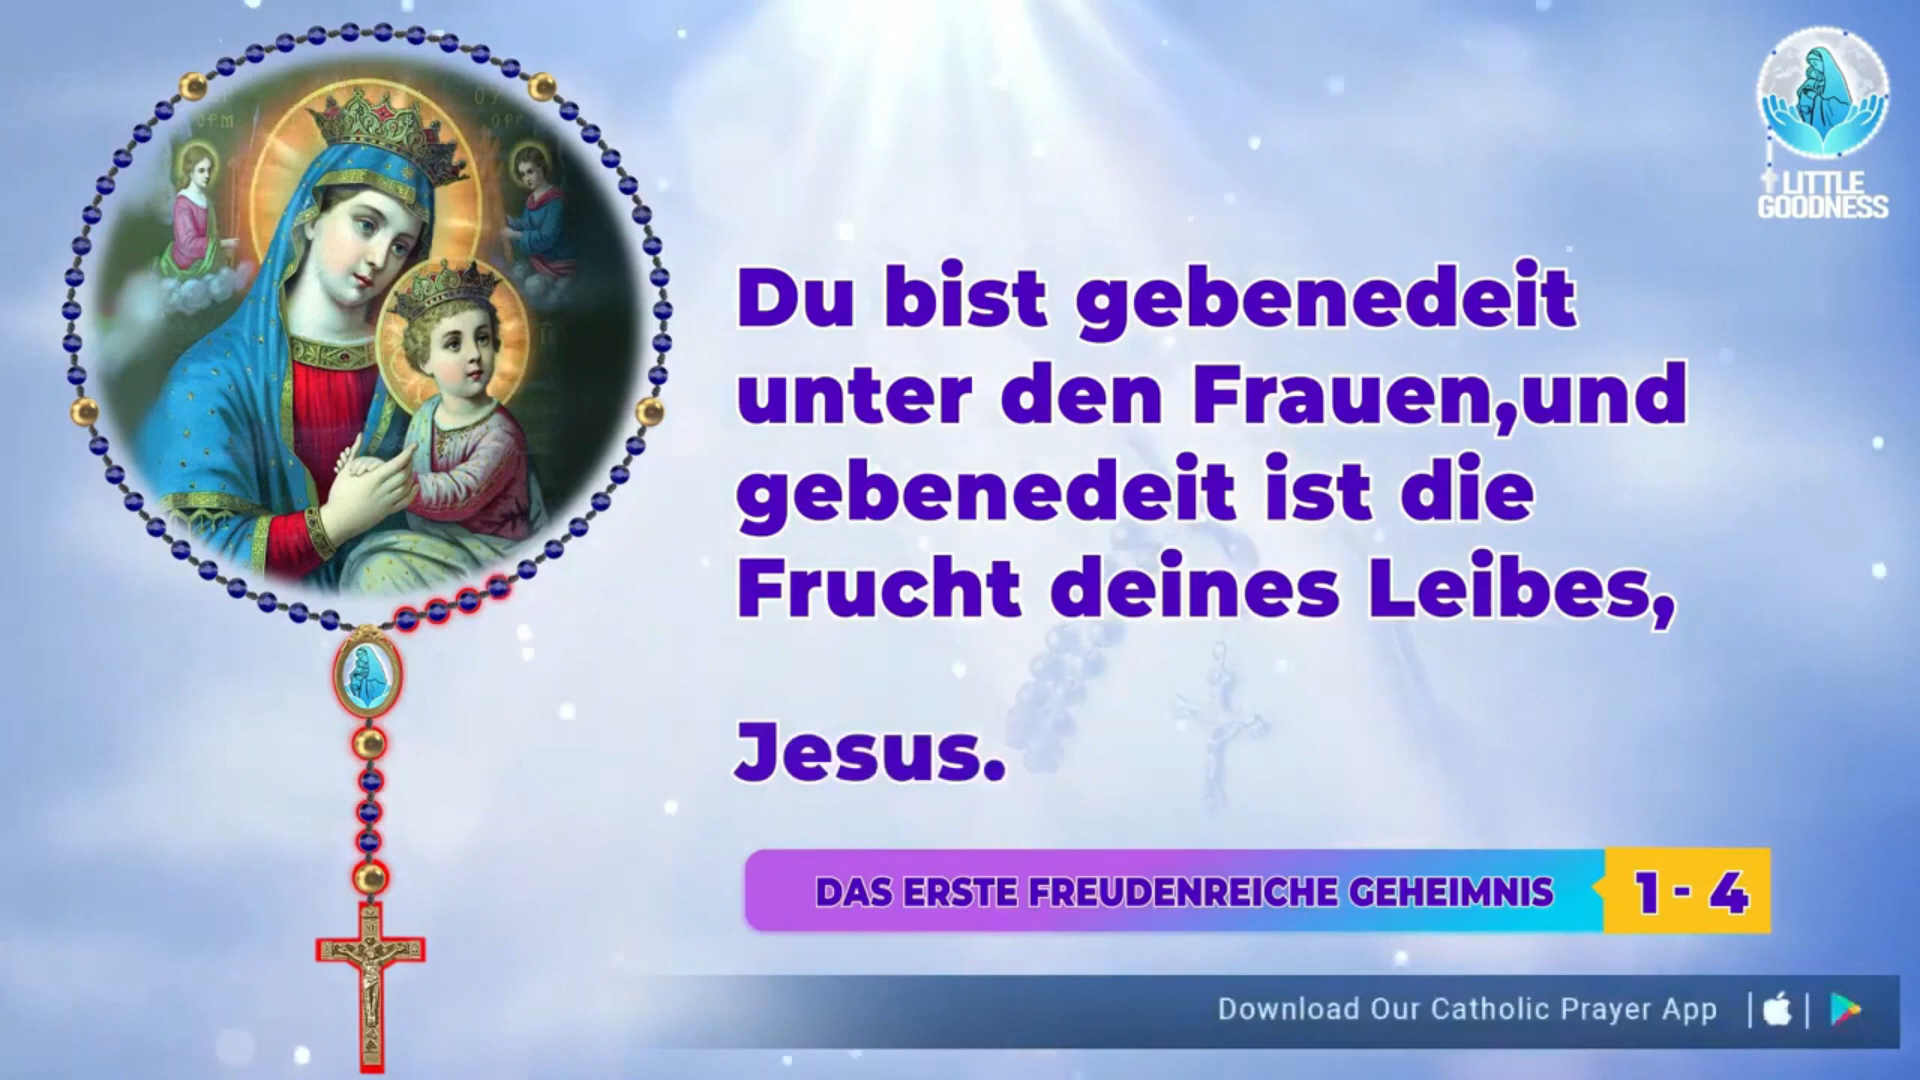 LITTLE
GOODNESS
Du bist gebenedeit
unter den Frauen,und
gebenedeit ist die
Frucht deines Leibes,
Jesus.
DAS ERSTE FREUDENREICHE GEHEIMNIS 1 - 4
Download Our Catholic Prayer App